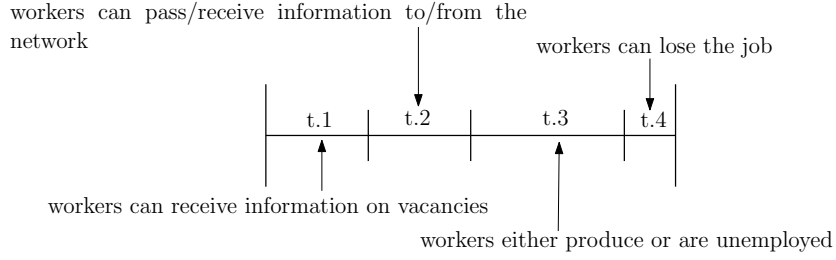 workers can pass/receive information to/from the
network
workers can lose the job
t.1
t.2
t.3
t.4
workers can receive information on vacancies
workers either produce or are unemployed